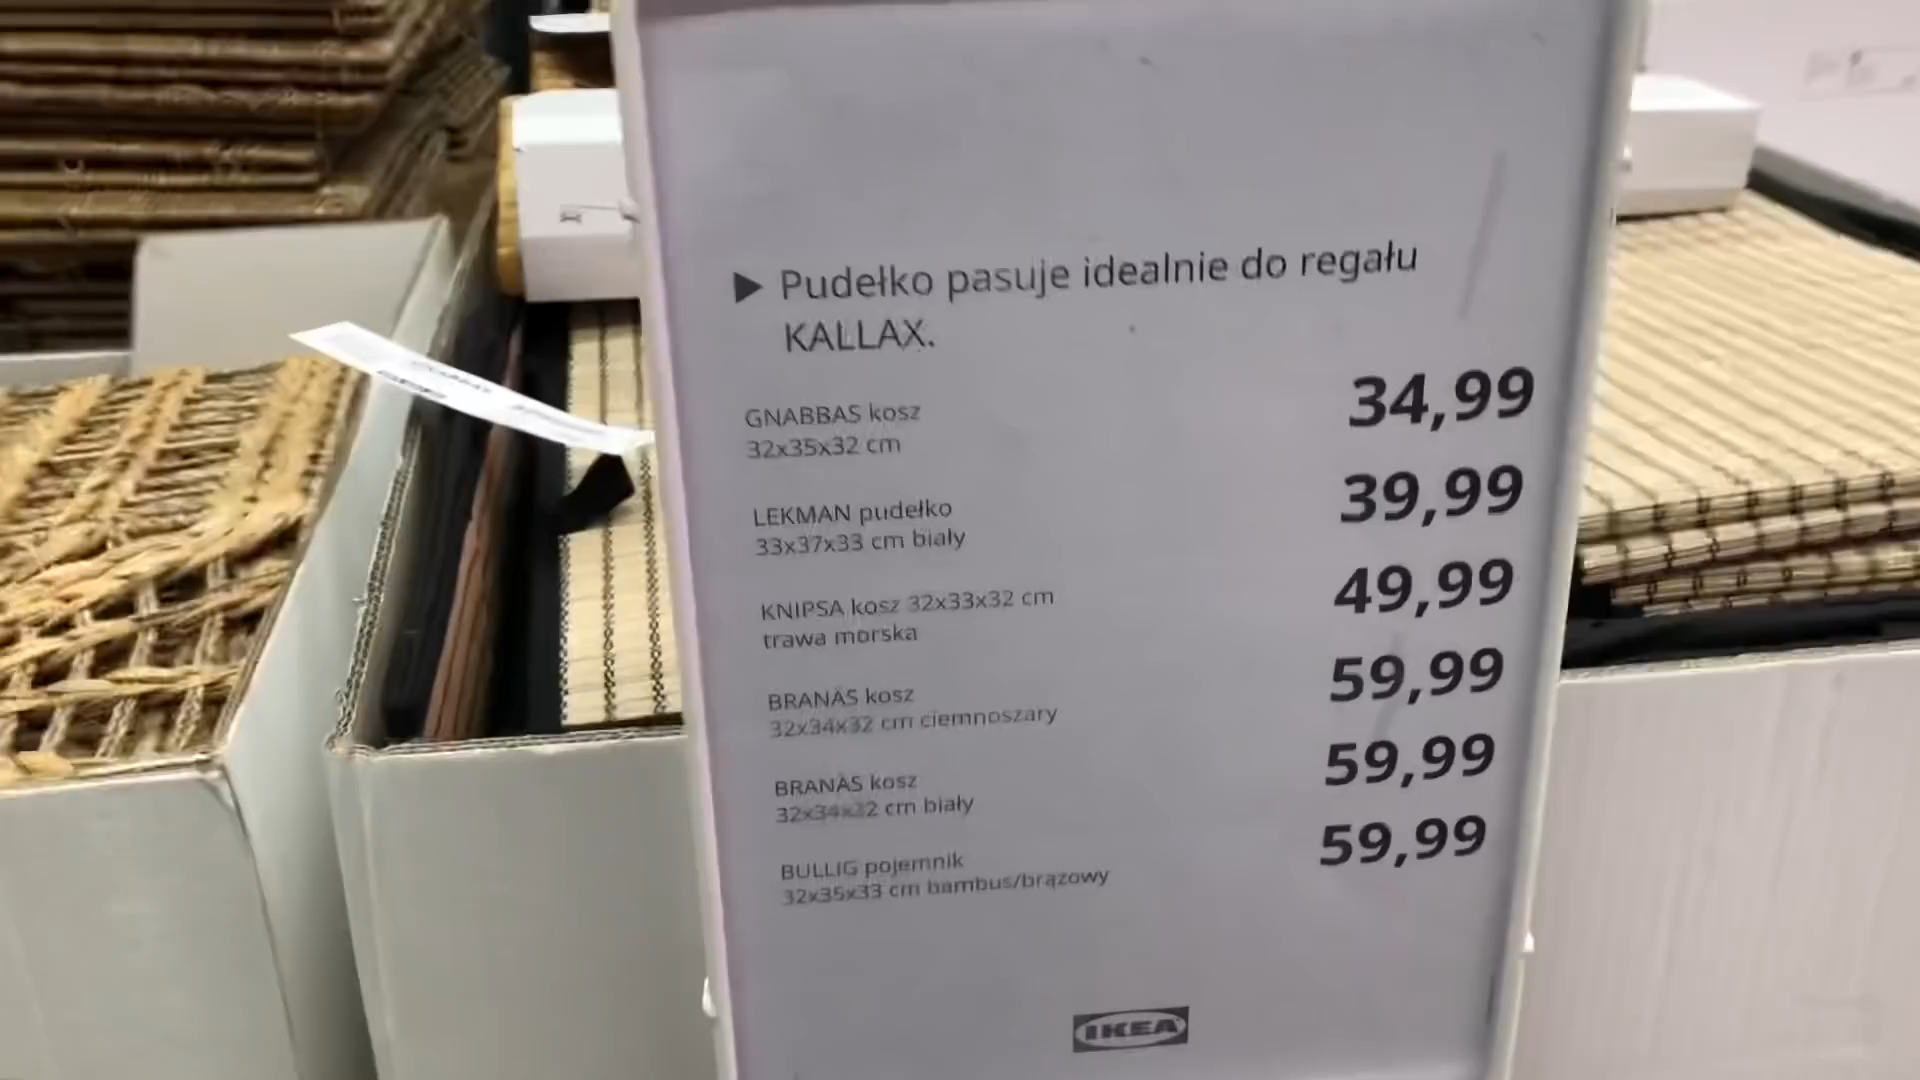 ▶ Pudełko pasuje idealnie do regału
KALLAX.
GNABBAS kosz
32x35x32 cm
34,99
LEKMAN pudełko
33x37x33 cm biały
39,99
KNIPSA kosz 32x33x32 cm
trawa morska
49,99
BRANÄS kosz
32x34x32 cm ciemnoszary
59,99
BRANÄS kosz
32x34x32 cm biały
59,99
BULLIG pojemnik
32x35x33 cm bambus/brązowy
59,99
IKEA